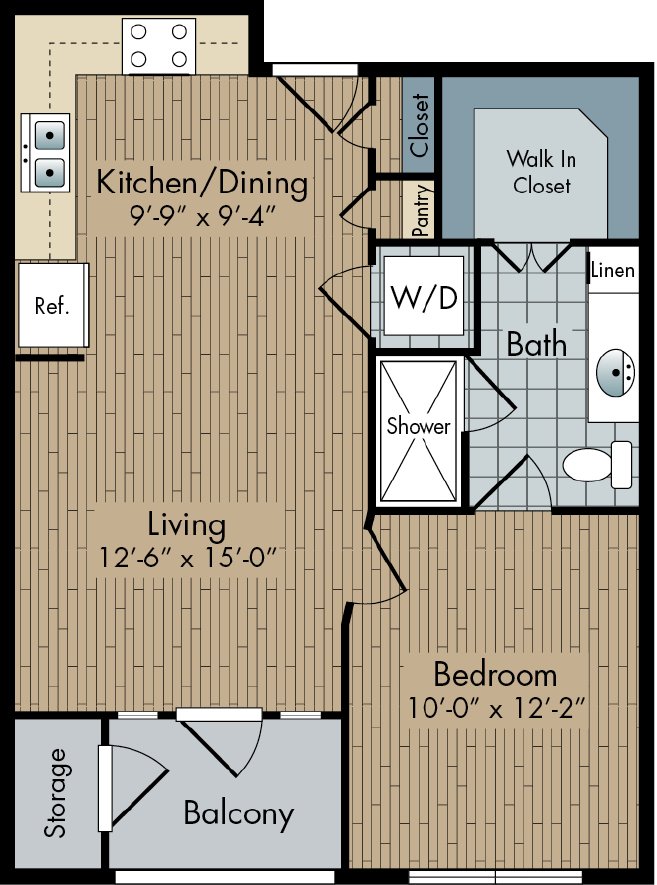 Closet
Walk In
Closet
Kitchen/Dining
9’-9” x 9’-4”
Pantry
Linen
W/D
Ref.
Bath
Shower
Living
12’-6” x 15’-0”
Bedroom
10’-0” x 12’-2”
Storage
Balcony